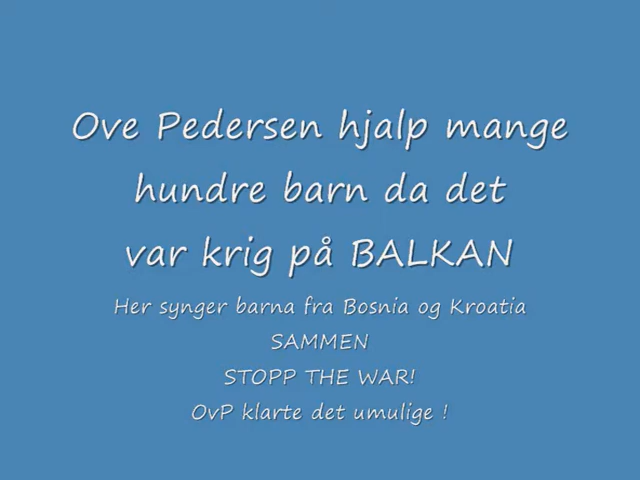 Ove Pedersen hjalp mange
hundre barn da det
var krig på BALKAN
Her synger barna fra Bosnia og Kroatia
SAMMEN
STOPP THE WAR!
OvP klarte det umulige !